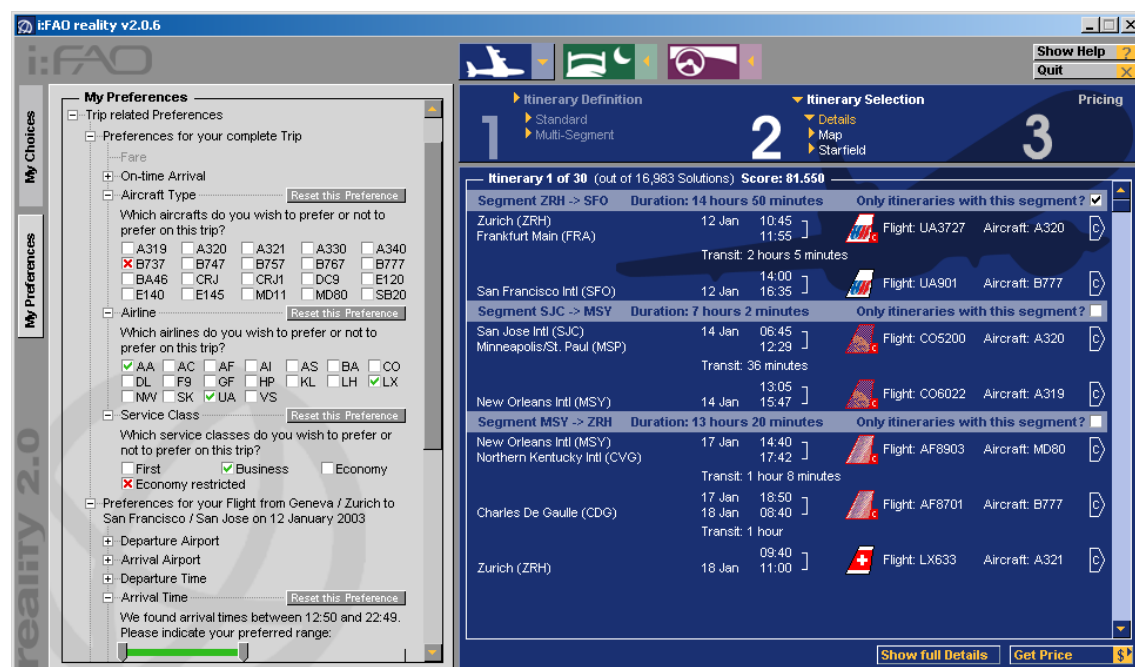 i:FAO reality v2.0.6
i:FAO
Show Help ?
Quit X
My Choices
My Preferences
reality 2.0
My Preferences
Trip related Preferences
Preferences for your complete Trip
Fare
On-time Arrival
Aircraft Type Reset this Preference
Which aircrafts do you wish to prefer or not to
prefer on this trip?
A319 A320 A321 A330 A340
B737 B747 B757 B767 B777
BA46 CRJ CRJ1 DC9 E120
E140 E145 MD11 MD80 SB20
Airline Reset this Preference
Which airlines do you wish to prefer or not to
prefer on this trip?
AA AC AF AI AS BA CO
DL F9 GF HP KL LH LX
NW SK UA VS
Service Class Reset this Preference
Which service classes do you wish to prefer or
not to prefer on this trip?
First Business Economy
Economy restricted
Preferences for your Flight from Geneva / Zurich to
San Francisco / San Jose on 12 January 2003
Departure Airport
Arrival Airport
Departure Time
Arrival Time Reset this Preference
We found arrival times between 12:50 and 22:49.
Please indicate your preferred range:
1 Itinerary Definition
Standard
Multi-Segment
2 Itinerary Selection
Details
Map
Starfield
Pricing
3
Itinerary 1 of 30 (out of 16,983 Solutions) Score: 81.550
Segment ZRH -> SFO Duration: 14 hours 50 minutes Only itineraries with this segment?
Zurich (ZRH) 12 Jan 10:45
Frankfurt Main (FRA) 11:55 Flight: UA3727 Aircraft: A320 C
Transit: 2 hours 5 minutes
14:00
San Francisco Intl (SFO) 12 Jan 16:35 Flight: UA901 Aircraft: B777 C
Segment SJC -> MSY Duration: 7 hours 2 minutes Only itineraries with this segment?
San Jose Intl (SJC) 14 Jan 06:45
Minneapolis/St. Paul (MSP) 12:29 Flight: CO5200 Aircraft: A320 C
Transit: 36 minutes
13:05
New Orleans Intl (MSY) 14 Jan 15:47 Flight: CO6022 Aircraft: A319 C
Segment MSY -> ZRH Duration: 13 hours 20 minutes Only itineraries with this segment?
New Orleans Intl (MSY) 17 Jan 14:40
Northern Kentucky Intl (CVG) 17:42 Flight: AF8903 Aircraft: MD80 C
Transit: 1 hour 8 minutes
17 Jan 18:50
Charles De Gaulle (CDG) 18 Jan 08:40 Flight: AF8701 Aircraft: B777 C
Transit: 1 hour
09:40
Zurich (ZRH) 18 Jan 11:00 Flight: LX633 Aircraft: A321 C
Show full Details Get Price $